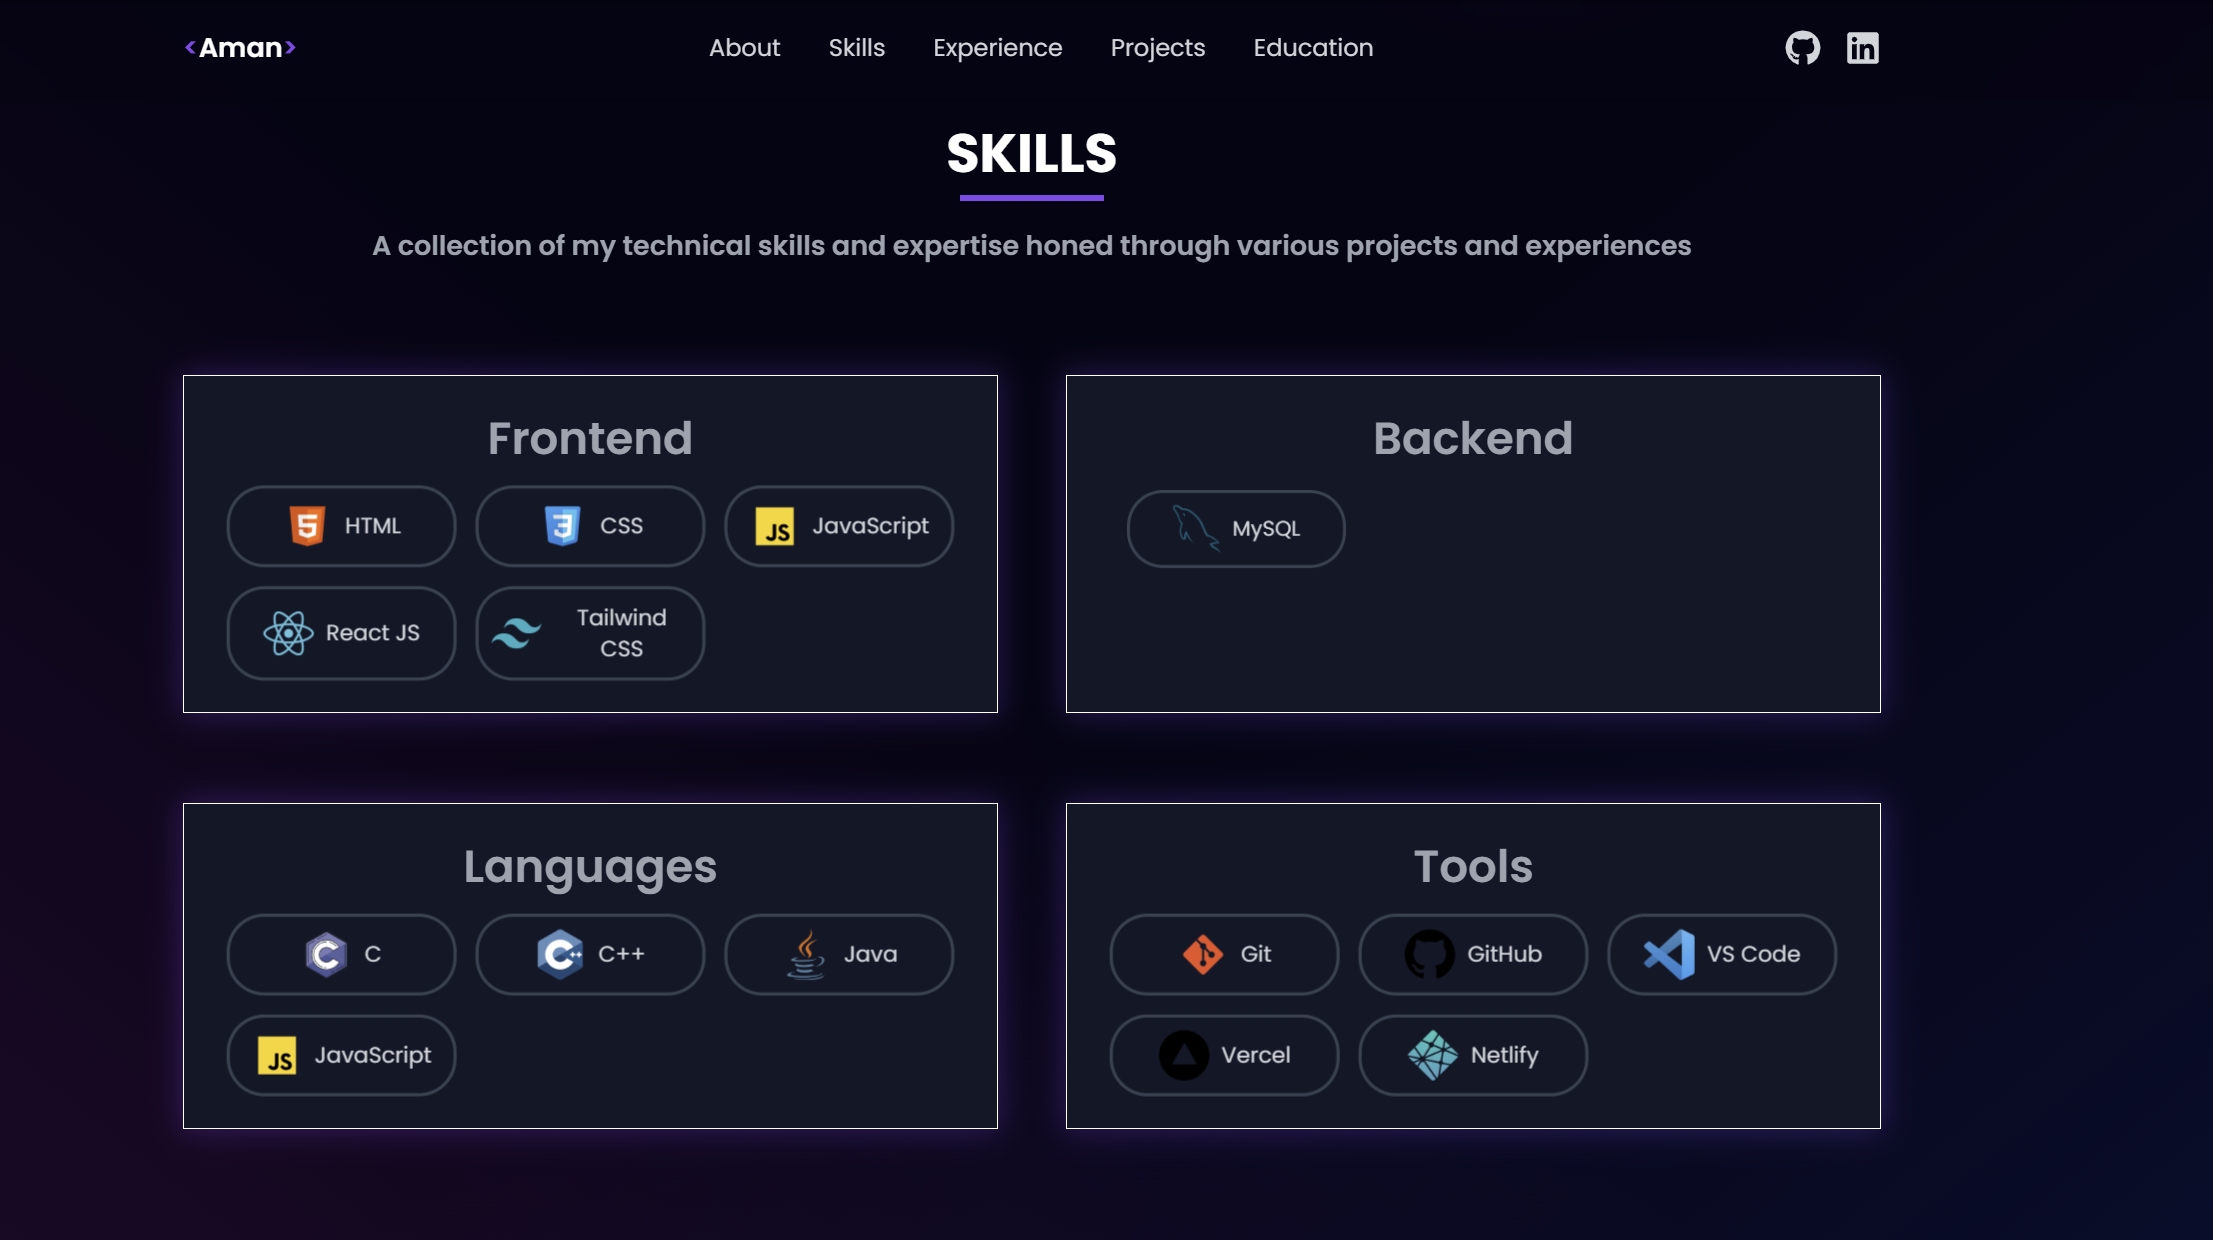 <Aman>
About Skills Experience Projects Education
in
SKILLS
A collection of my technical skills and expertise honed through various projects and experiences
Frontend
5 HTML
3 CSS
JS JavaScript
React JS
Tailwind
CSS
Backend
MySQL
Languages
C C
C++ C++
Java
JS JavaScript
Tools
Git
GitHub
VS Code
Vercel
Netlify